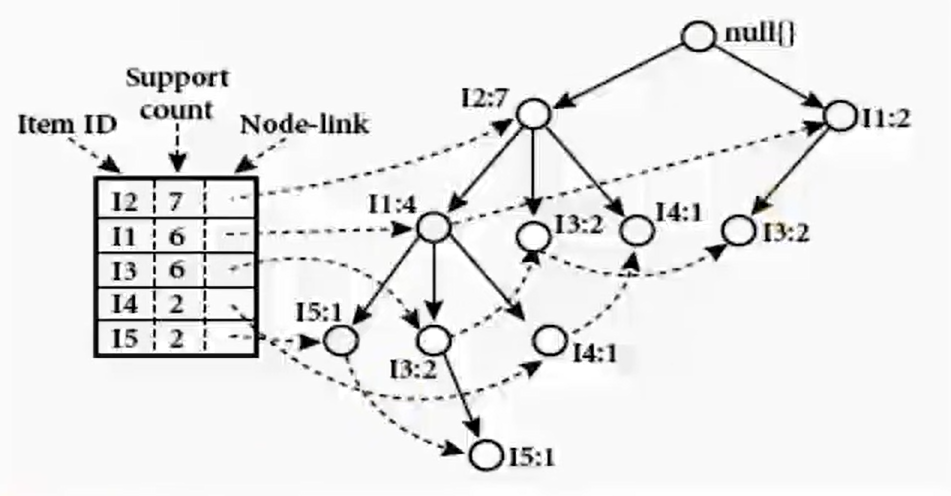 null{}
Support
count
Item ID
Node-link
I2:7
I1:2
I2 7
I1 6
I3 6
I4 2
I5 2
I1:4
I3:2
I4:1
I3:2
I5:1
I3:2
I4:1
I5:1